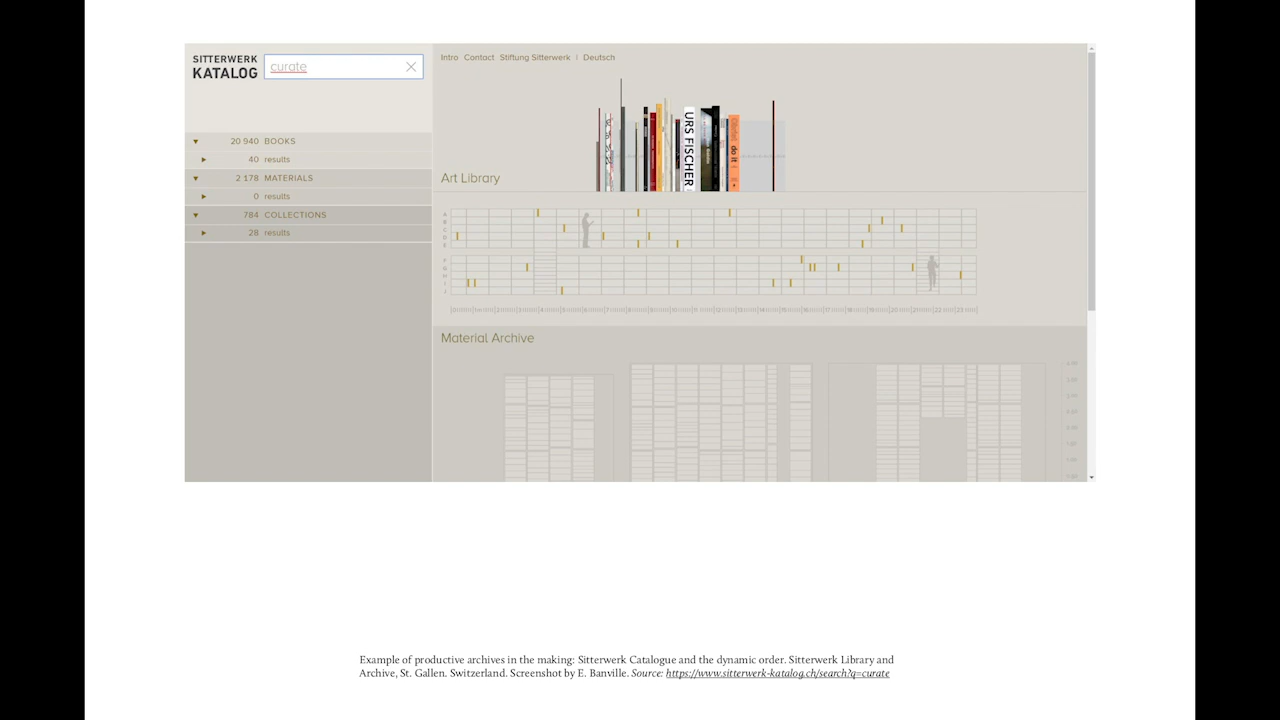 SITTERWERK
KATALOG
curate
Intro Contact Stiftung Sitterwerk | Deutsch
20 940 BOOKS
40 results
2 178 MATERIALS
0 results
784 COLLECTIONS
28 results
URS FISCHER
do it
Art Library
A
B
C
D
E
F
G
H
I
J
Material Archive
Example of productive archives in the making: Sitterwerk Catalogue and the dynamic order. Sitterwerk Library and
Archive, St. Gallen. Switzerland. Screenshot by E. Banville. Source: https://www.sitterwerk-katalog.ch/search?q=curate